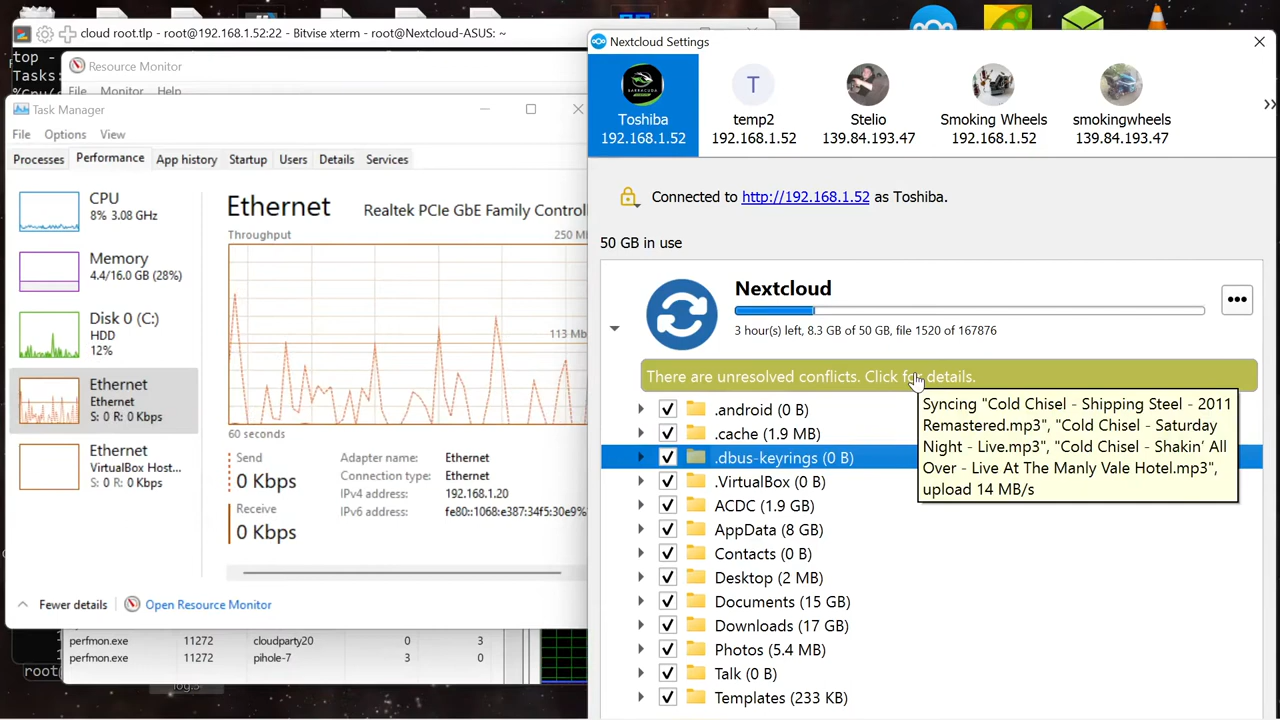 cloud root.tlp - root@192.168.1.52:22 - Bitvise xterm - root@Nextcloud-ASUS: ~
top -
Tasks:
%Cpu(
Resource Monitor
File Monitor Help
Task Manager
File Options View
Processes Performance App history Startup Users Details Services
CPU
8% 3.08 GHz
Memory
4.4/16.0 GB (28%)
Disk 0 (C:)
HDD
12%
Ethernet
Ethernet
S: 0 R: 0 Kbps
Ethernet
VirtualBox Host...
S: 0 R: 0 Kbps
Ethernet
Realtek PCIe GbE Family Control
Throughput
250 M
113 Mb
60 seconds
Send
0 Kbps
Receive
0 Kbps
Adapter name: Ethernet
Connection type: Ethernet
IPv4 address: 192.168.1.20
IPv6 address: fe80::1068:e387:34f5:30e9%
Fewer details
Open Resource Monitor
perfmon.exe 11272 cloudparty20 0 3
perfmon.exe 11272 pihole-7 3 0
root
Nextcloud Settings
BARRACUDA
Toshiba
192.168.1.52
T
temp2
192.168.1.52
Stelio
139.84.193.47
Smoking Wheels
192.168.1.52
smokingwheels
139.84.193.47
Connected to http://192.168.1.52 as Toshiba.
50 GB in use
Nextcloud
3 hour(s) left, 8.3 GB of 50 GB, file 1520 of 167876
There are unresolved conflicts. Click for details.
Syncing "Cold Chisel - Shipping Steel - 2011
Remastered.mp3", "Cold Chisel - Saturday
Night - Live.mp3", "Cold Chisel - Shakin' All
Over - Live At The Manly Vale Hotel.mp3",
upload 14 MB/s
.android (0 B)
.cache (1.9 MB)
.dbus-keyrings (0 B)
.VirtualBox (0 B)
ACDC (1.9 GB)
AppData (8 GB)
Contacts (0 B)
Desktop (2 MB)
Documents (15 GB)
Downloads (17 GB)
Photos (5.4 MB)
Talk (0 B)
Templates (233 KB)